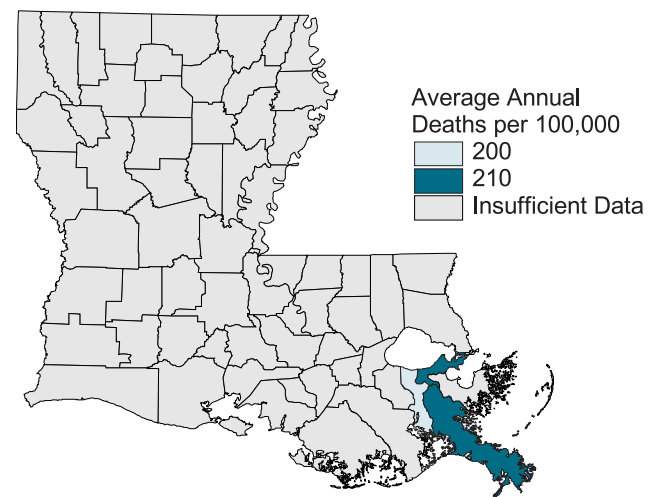 Average Annual
Deaths per 100,000
200
210
Insufficient Data